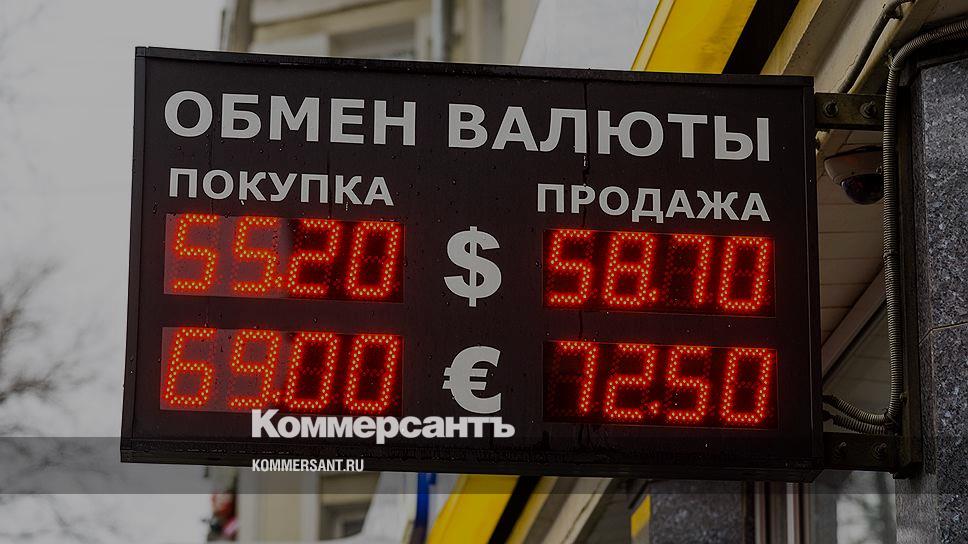 ОБМЕН ВАЛЮТЫ
ПОКУПКА ПРОДАЖА
55.20 $ 58.70
69.00 € 72.50
Коммерсантъ
KOMMERSANT.RU